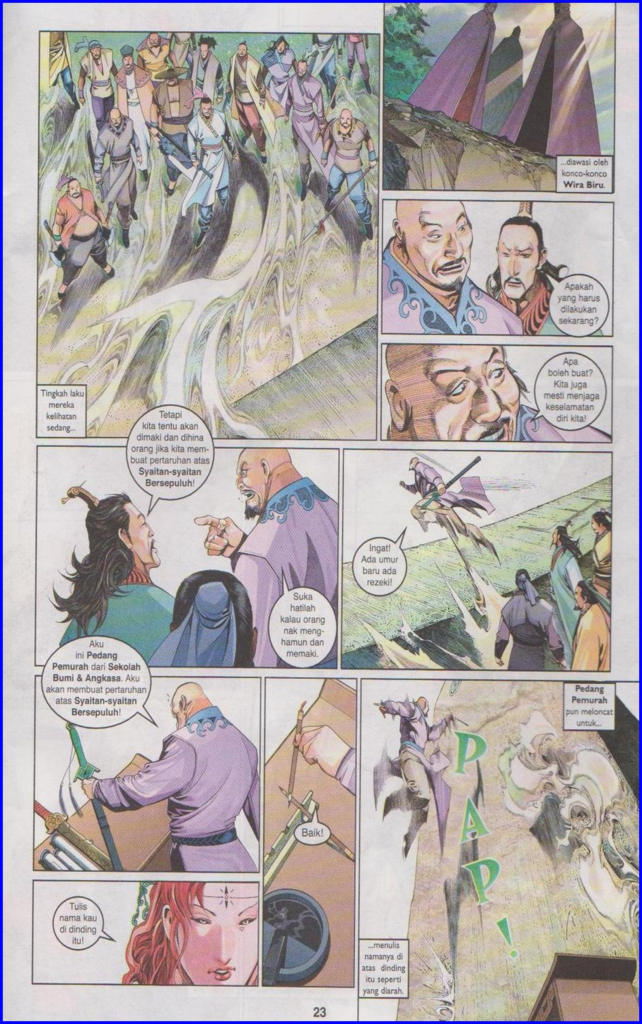 Tingkah laku
mereka
kelihatan
sedang...
...diawasi oleh
konco-konco
Wira Biru.
Apakah
yang harus
dilakukan
sekarang?
Apa
boleh buat?
Kita juga
mesti menjaga
keselamatan
diri kita!
Tetapi
kita tentu akan
dimaki dan dihina
orang jika kita mem-
buat pertaruhan atas
Syaitan-syaitan
Bersepuluh!
Suka
hatilah
kalau orang
nak meng-
hamun dan
memaki.
Ingat!
Ada umur
baru ada
rezeki!
Aku
ini Pedang
Pemurah dari Sekolah
Bumi & Angkasa. Aku
akan membuat pertaruhan
atas Syaitan-syaitan
Bersepuluh!
Baik!
Tulis
nama kau
di dinding
itu!
Pedang
Pemurah
pun meloncat
untuk...
PAP!
...menulis
namanya di
atas dinding
itu seperti
yang diarah.
23